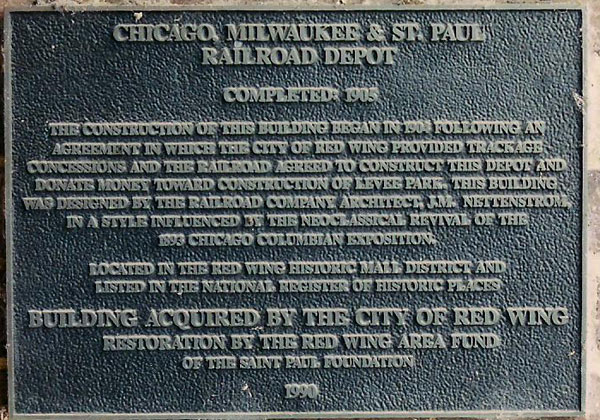 CHICAGO, MILWAUKEE & ST. PAUL
RAILROAD DEPOT
COMPLETED: 1905
THE CONSTRUCTION OF THIS BUILDING BEGAN IN 1904 FOLLOWING AN
AGREEMENT IN WHICH THE CITY OF RED WING PROVIDED TRACKAGE
CONCESSIONS AND THE RAILROAD AGREED TO CONSTRUCT THIS DEPOT AND
DONATE MONEY TOWARD CONSTRUCTION OF LEVEE PARK. THIS BUILDING
WAS DESIGNED BY THE RAILROAD COMPANY ARCHITECT, J.M. NETTENSTROM,
IN A STYLE INFLUENCED BY THE NEOCLASSICAL REVIVAL OF THE
1893 CHICAGO COLUMBIAN EXPOSITION.
LOCATED IN THE RED WING HISTORIC MALL DISTRICT AND
LISTED IN THE NATIONAL REGISTER OF HISTORIC PLACES
BUILDING ACQUIRED BY THE CITY OF RED WING
RESTORATION BY THE RED WING AREA FUND
OF THE SAINT PAUL FOUNDATION
1990